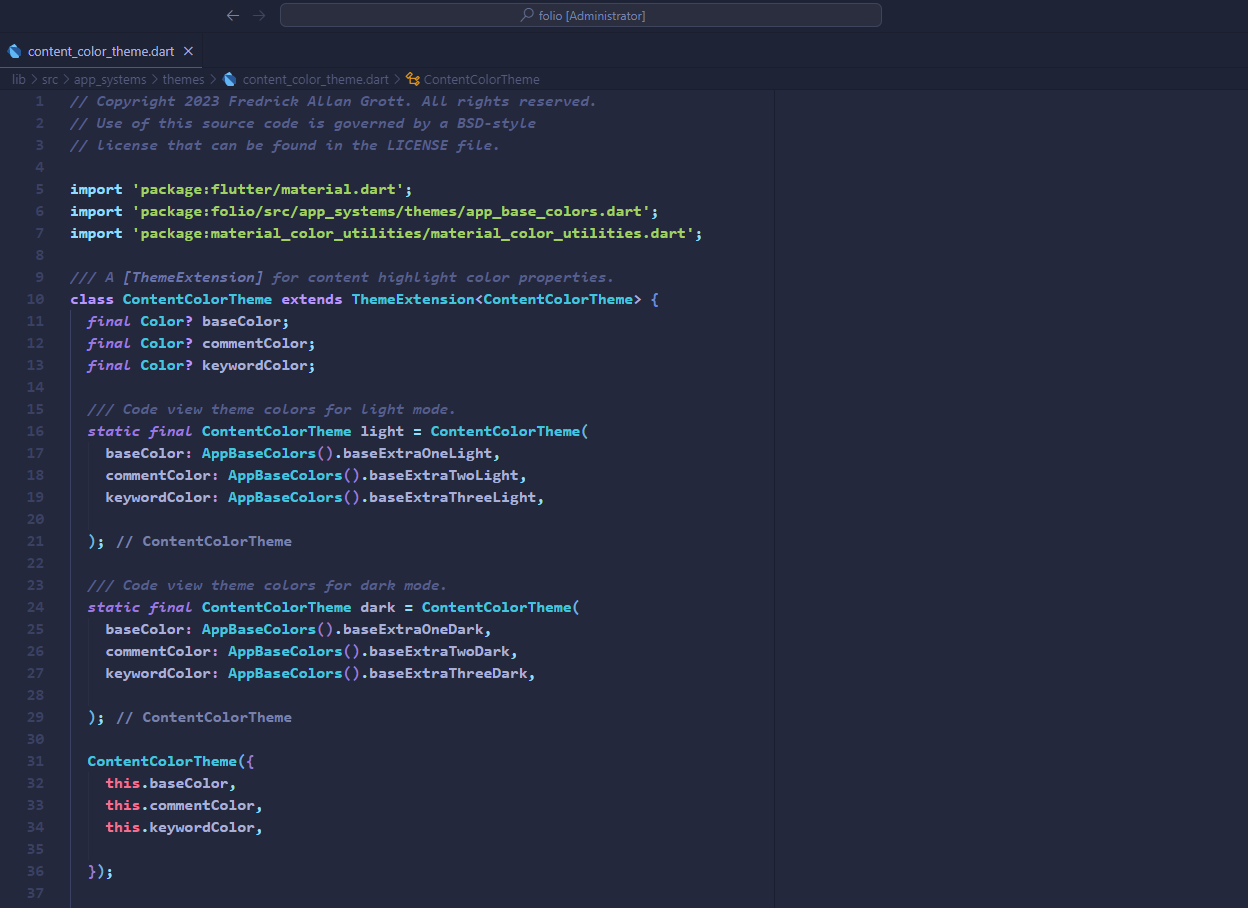 folio [Administrator]
content_color_theme.dart
lib > src > app_systems > themes > content_color_theme.dart > ContentColorTheme
1 // Copyright 2023 Fredrick Allan Grott. All rights reserved.
2 // Use of this source code is governed by a BSD-style
3 // license that can be found in the LICENSE file.
4
5 import 'package:flutter/material.dart';
6 import 'package:folio/src/app_systems/themes/app_base_colors.dart';
7 import 'package:material_color_utilities/material_color_utilities.dart';
8
9 /// A [ThemeExtension] for content highlight color properties.
10 class ContentColorTheme extends ThemeExtension<ContentColorTheme> {
11   final Color? baseColor;
12   final Color? commentColor;
13   final Color? keywordColor;
14
15   /// Code view theme colors for light mode.
16   static final ContentColorTheme light = ContentColorTheme(
17     baseColor: AppBaseColors().baseExtraOneLight,
18     commentColor: AppBaseColors().baseExtraTwoLight,
19     keywordColor: AppBaseColors().baseExtraThreeLight,
20
21   ); // ContentColorTheme
22
23   /// Code view theme colors for dark mode.
24   static final ContentColorTheme dark = ContentColorTheme(
25     baseColor: AppBaseColors().baseExtraOneDark,
26     commentColor: AppBaseColors().baseExtraTwoDark,
27     keywordColor: AppBaseColors().baseExtraThreeDark,
28
29   ); // ContentColorTheme
30
31   ContentColorTheme({
32     this.baseColor,
33     this.commentColor,
34     this.keywordColor,
35
36   });
37